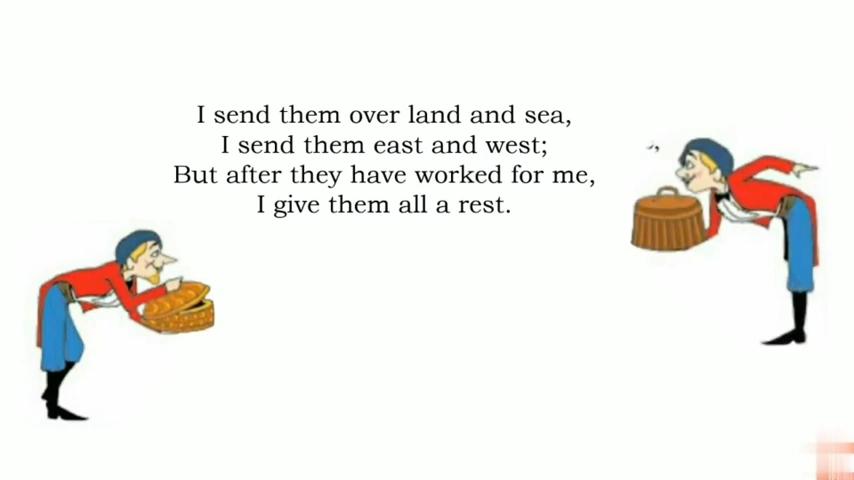 I send them over land and sea,
I send them east and west;
But after they have worked for me,
I give them all a rest.